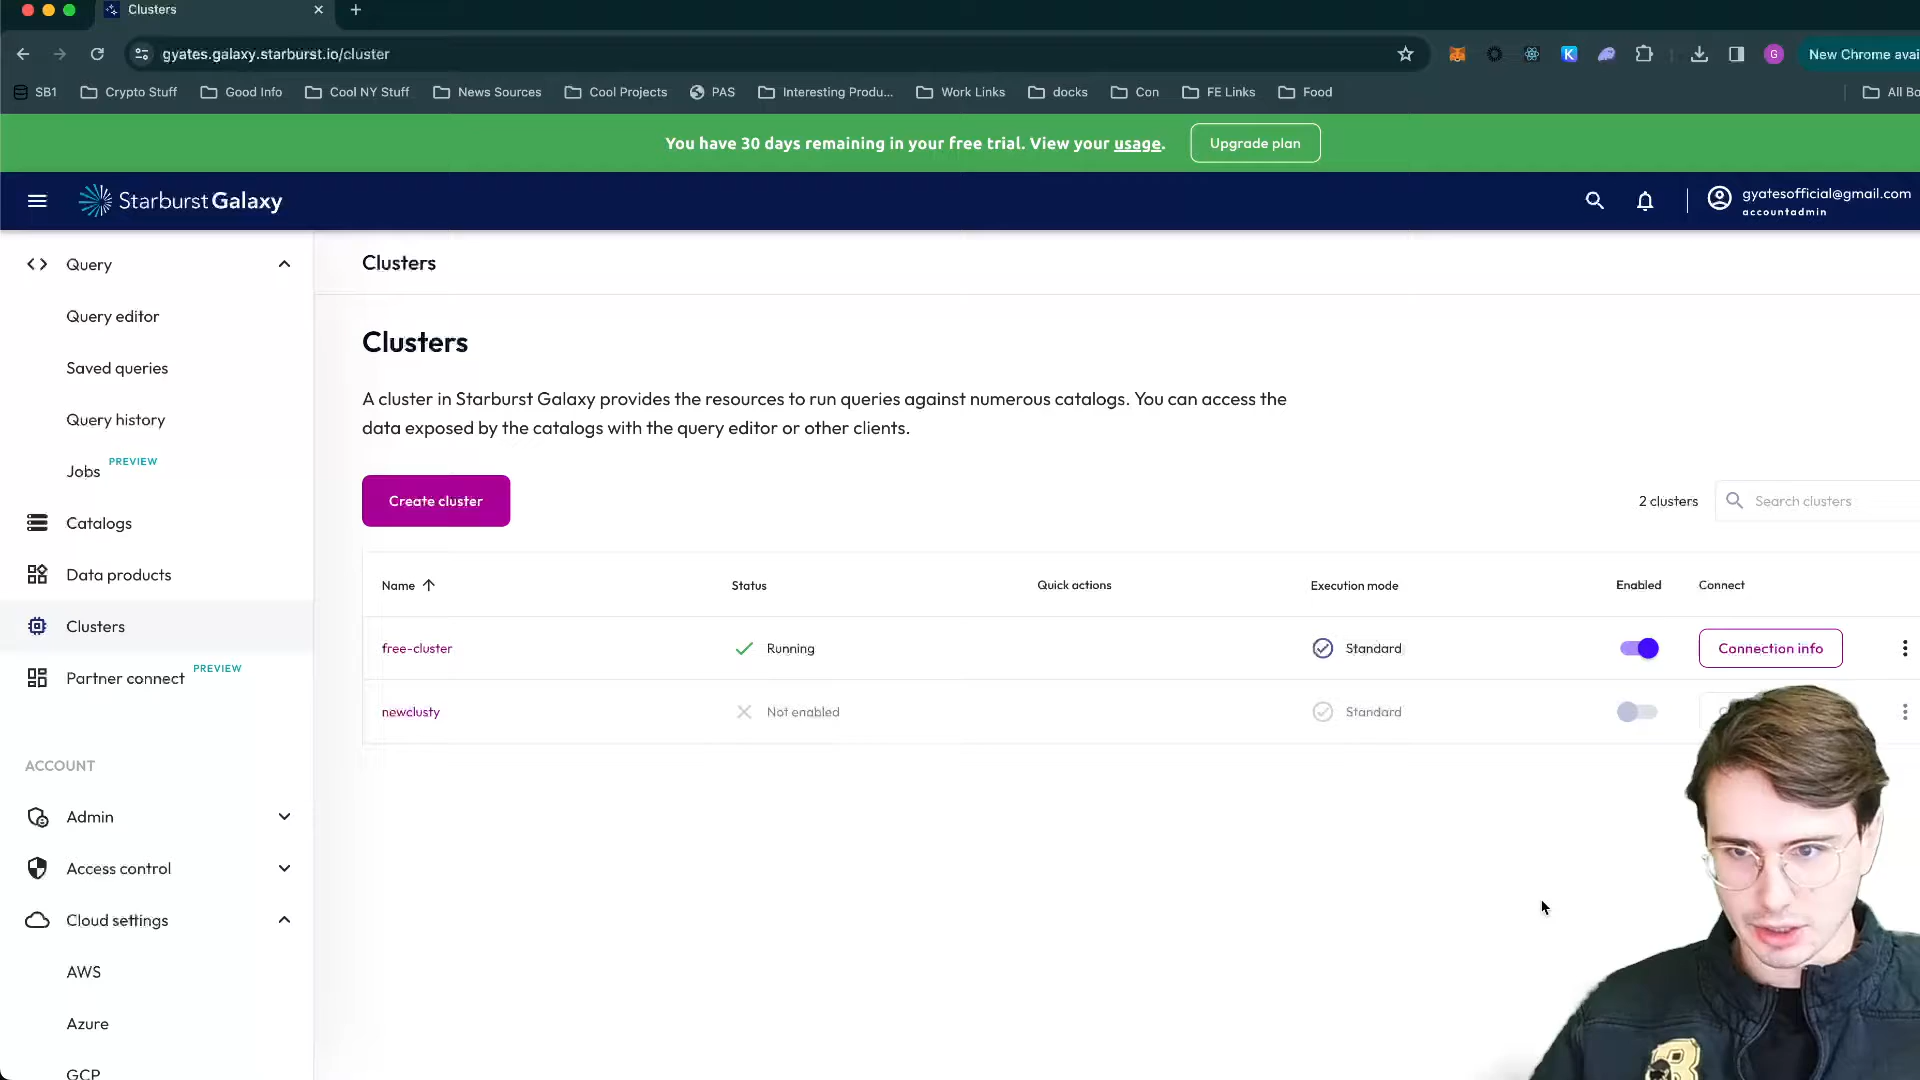 Clusters
gyates.galaxy.starburst.io/cluster
New Chrome avai
SB1
Crypto Stuff
Good Info
Cool NY Stuff
News Sources
Cool Projects
PAS
Interesting Produ...
Work Links
docks
Con
FE Links
Food
All Bo
You have 30 days remaining in your free trial. View your usage.
Upgrade plan
Starburst Galaxy
gyatesofficial@gmail.com
accountadmin
Query
Query editor
Saved queries
Query history
Jobs PREVIEW
Catalogs
Data products
Clusters
Partner connect PREVIEW
ACCOUNT
Admin
Access control
Cloud settings
AWS
Azure
GCP
Clusters
Clusters
A cluster in Starburst Galaxy provides the resources to run queries against numerous catalogs. You can access the
data exposed by the catalogs with the query editor or other clients.
Create cluster
2 clusters
Search clusters
Name
Status
Quick actions
Execution mode
Enabled
Connect
free-cluster
Running
Standard
Connection info
newclusty
Not enabled
Standard